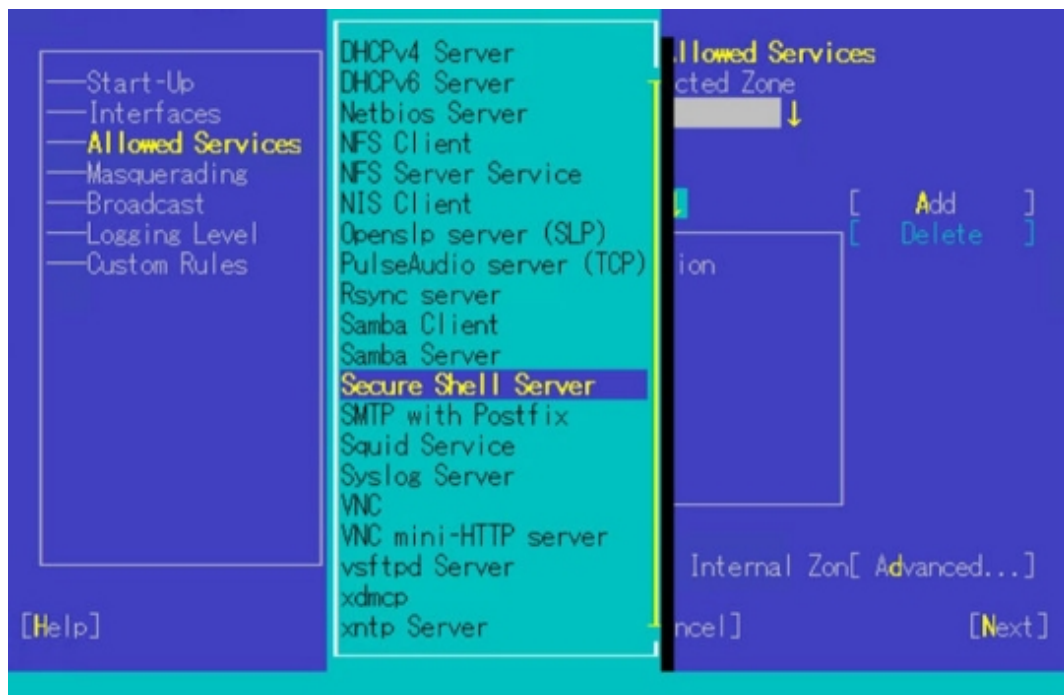 Start-Up
Interfaces
Allowed Services
Masquerading
Broadcast
Logging Level
Custom Rules
[Help]
DHCPv4 Server
DHCPv6 Server
Netbios Server
NFS Client
NFS Server Service
NIS Client
Openslp server (SLP)
PulseAudio server (TCP)
Rsync server
Samba Client
Samba Server
Secure Shell Server
SMTP with Postfix
Squid Service
Syslog Server
VNC
VNC mini-HTTP server
vsftpd Server
xdmcp
xntp Server
llowed Services
cted Zone
↓
↓ [ Add ]
[ Delete ]
ion
Internal Zon[ Advanced...]
ncel] [Next]